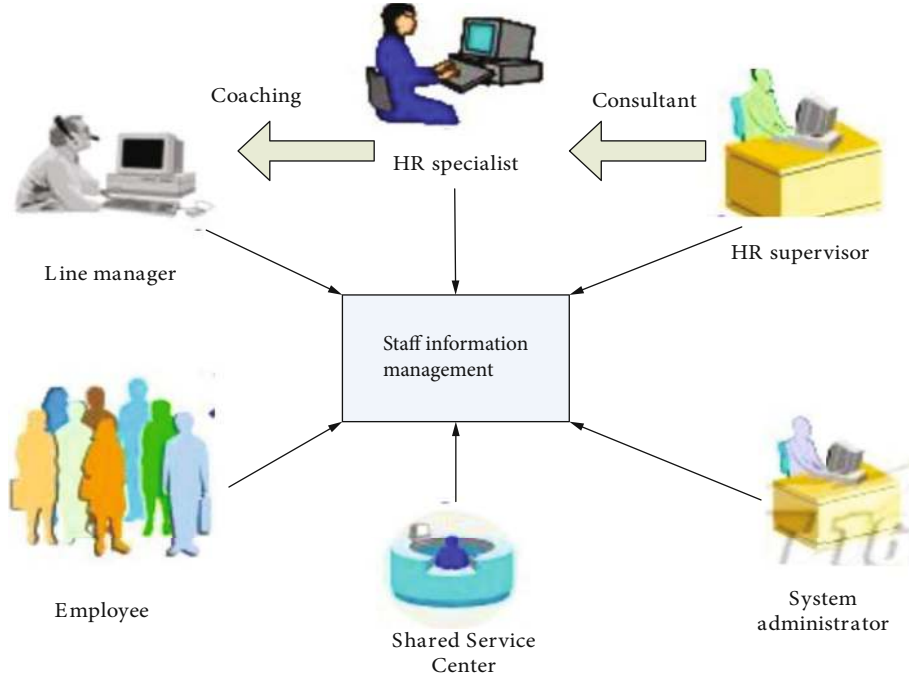 Coaching
Consultant
HR specialist
Line manager
HR supervisor
Staff information
management
Employee
Shared Service
Center
System
administrator